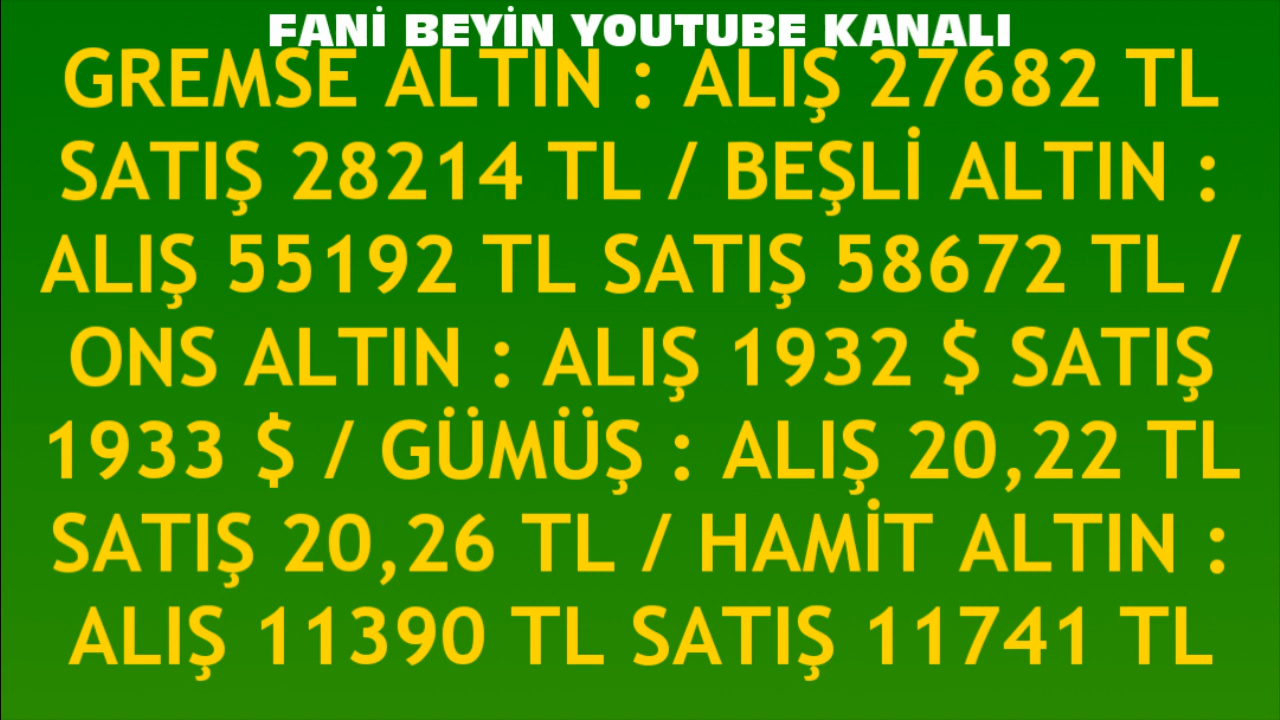 FANİ BEYİN YOUTUBE KANALI
GREMSE ALTIN : ALIŞ 27682 TL
SATIŞ 28214 TL / BEŞLİ ALTIN :
ALIŞ 55192 TL SATIŞ 58672 TL /
ONS ALTIN : ALIŞ 1932 $ SATIŞ
1933 $ / GÜMÜŞ : ALIŞ 20,22 TL
SATIŞ 20,26 TL / HAMİT ALTIN :
ALIŞ 11390 TL SATIŞ 11741 TL